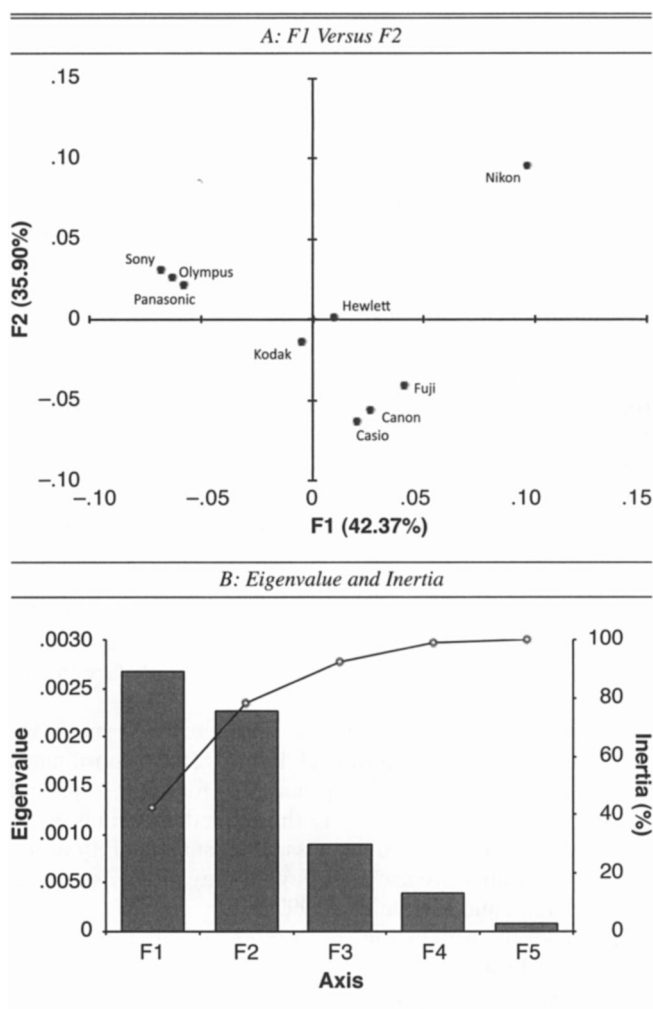 A: F1 Versus F2
.15
.10
.05
0
–.05
–.10
F2 (35.90%)
Nikon
Sony
Olympus
Panasonic
Hewlett
Kodak
Fuji
Canon
Casio
–.10 –.05 0 .05 .10 .15
F1 (42.37%)
B: Eigenvalue and Inertia
.0030 100
.0025
80
.0020
60
.0015
40
.0010
.0050 20
0 0
Eigenvalue
Inertia (%)
F1 F2 F3 F4 F5
Axis